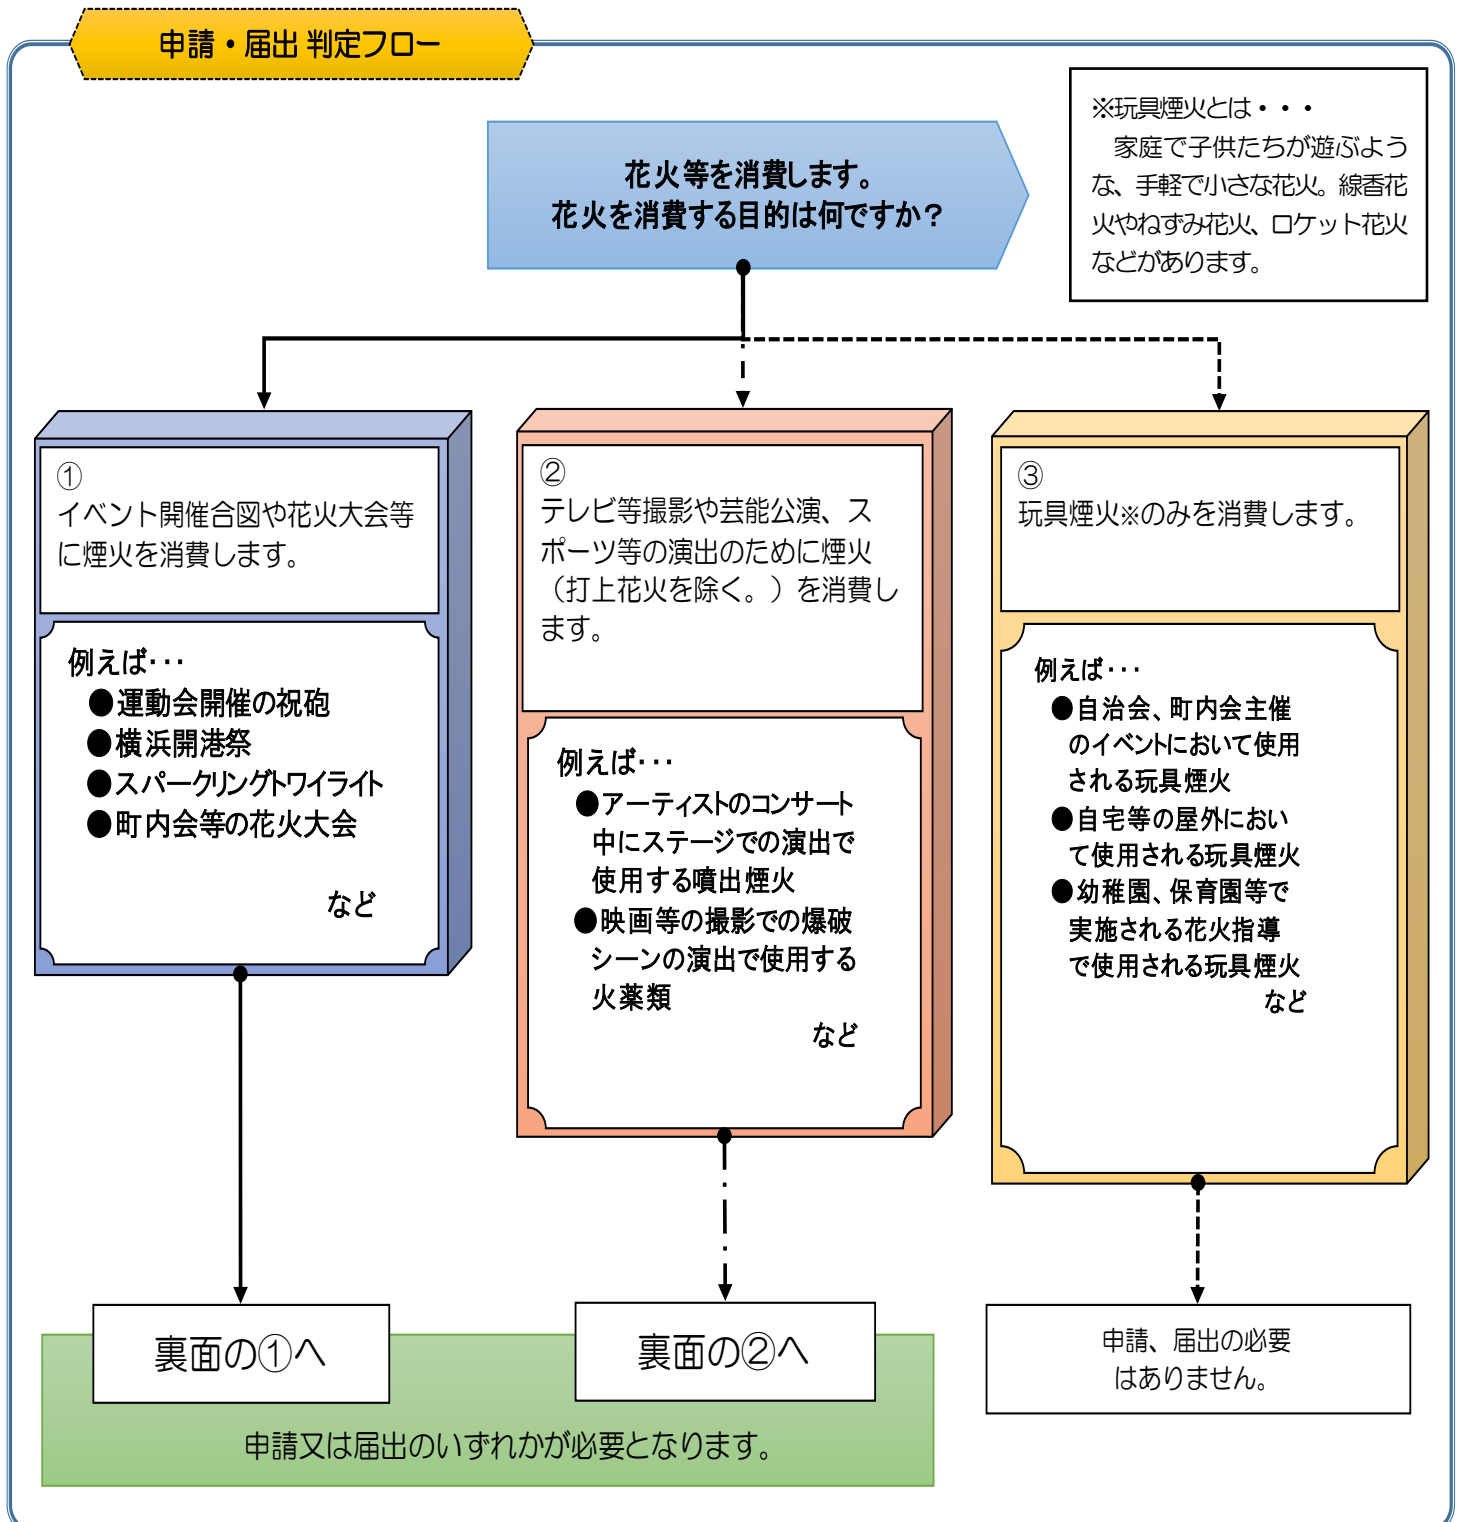 申請・届出 判定フロー
※玩具煙火とは・・・
家庭で子供たちが遊ぶよう
な、手軽で小さな花火。線香花
火やねずみ花火、ロケット花火
などがあります。
花火等を消費します。
花火を消費する目的は何ですか？
①
イベント開催合図や花火大会等
に煙火を消費します。
例えば･･･
●運動会開催の祝砲
●横浜開港祭
●スパークリングトワイライト
●町内会等の花火大会
など
②
テレビ等撮影や芸能公演、ス
ポーツ等の演出のために煙火
（打上花火を除く。）を消費し
ます。
例えば･･･
●アーティストのコンサート
中にステージでの演出で
使用する噴出煙火
●映画等の撮影での爆破
シーンの演出で使用する
火薬類
など
③
玩具煙火※のみを消費します。
例えば･･･
●自治会、町内会主催
のイベントにおいて使用
される玩具煙火
●自宅等の屋外におい
て使用される玩具煙火
●幼稚園、保育園等で
実施される花火指導
で使用される玩具煙火
など
裏面の①へ
裏面の②へ
申請又は届出のいずれかが必要となります。
申請、届出の必要
はありません。